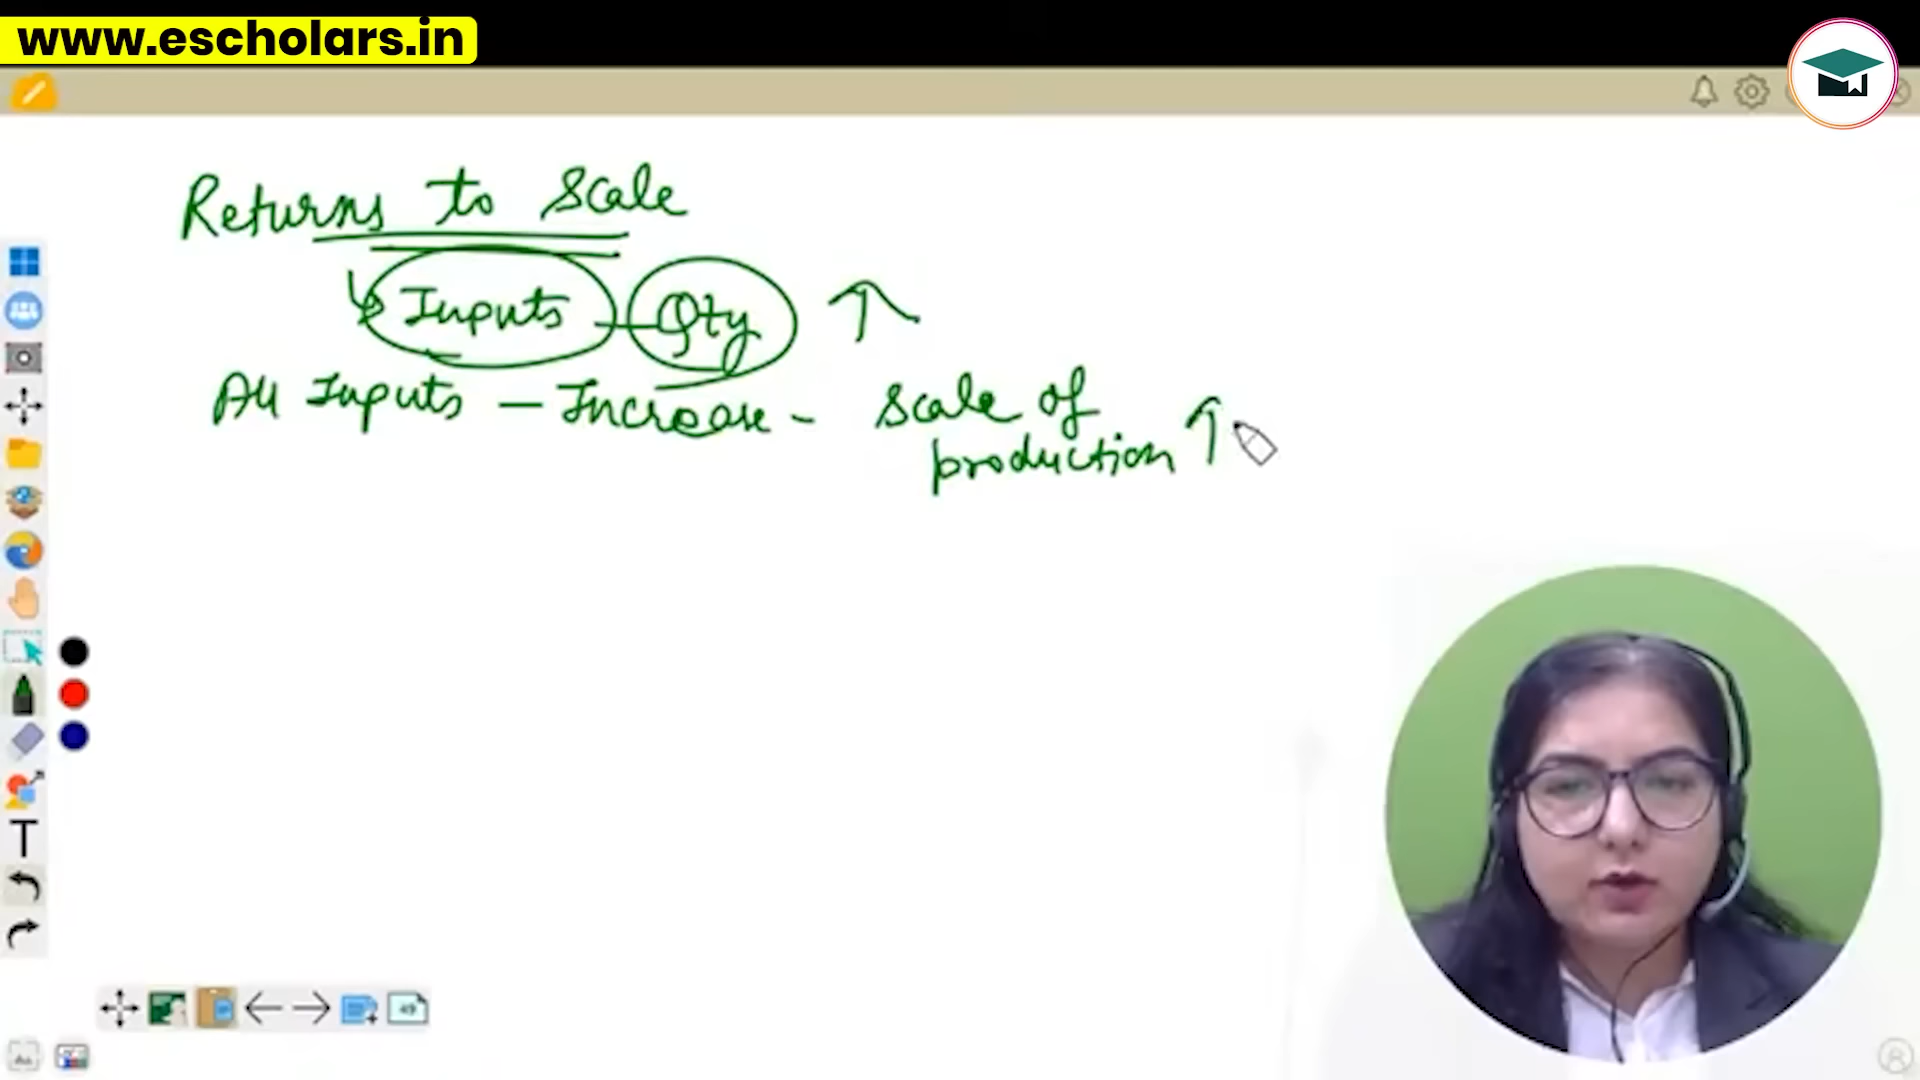 www.escholars.in
Returns to Scale
Inputs - Qty ↑
All Inputs - Increase - Scale of
production ↑
T